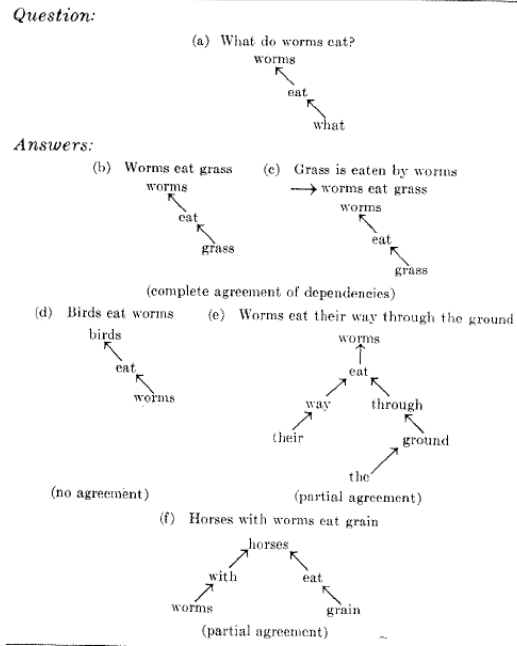 Question:
(a) What do worms eat?
worms
eat
what
Answers:
(b) Worms eat grass
worms
eat
grass
(c) Grass is eaten by worms
→ worms eat grass
worms
eat
grass
(complete agreement of dependencies)
(d) Birds eat worms
birds
eat
worms
(no agreement)
(e) Worms eat their way through the ground
worms
eat
way through
their ground
the
(partial agreement)
(f) Horses with worms eat grain
horses
with eat
worms grain
(partial agreement)